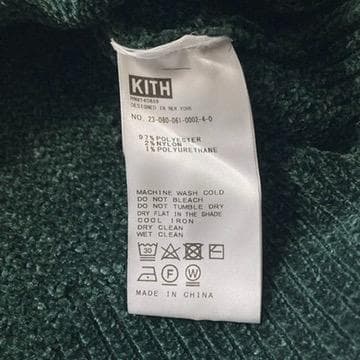 KITH
DESIGNED IN NEW YORK
NO. 23-080-061-0002-4-0
97% POLYESTER
2% NYLON
1% POLYURETHANE
MACHINE WASH COLD
DO NOT BLEACH
DO NOT TUMBLE DRY
DRY FLAT IN THE SHADE
COOL IRON
DRY CLEAN
WET CLEAN
30
F W
MADE IN CHINA